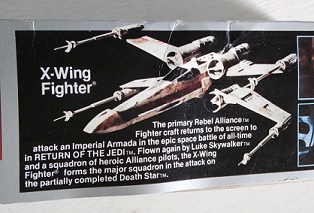 X-Wing
Fighter®
The primary Rebel Alliance™
Fighter craft returns to the screen to
attack an Imperial Armada in the epic space battle of all-time
in RETURN OF THE JEDI™. Flown again by Luke Skywalker™
and a squadron of heroic Alliance pilots, the X-Wing
Fighter® forms the major squadron in the attack on
the partially completed Death Star™.